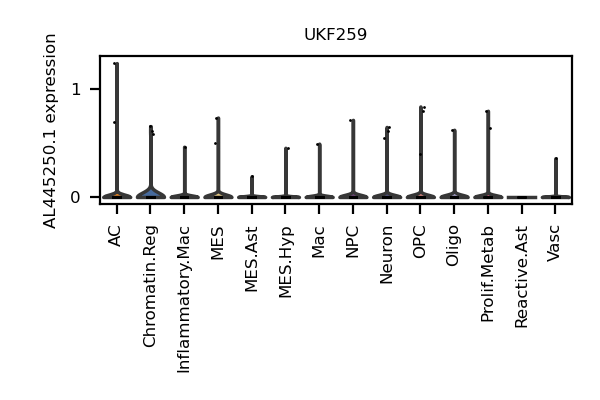 UKF259
AL445250.1 expression
1
0
AC
Chromatin.Reg
Inflammatory.Mac
MES
MES.Ast
MES.Hyp
Mac
NPC
Neuron
OPC
Oligo
Prolif.Metab
Reactive.Ast
Vasc